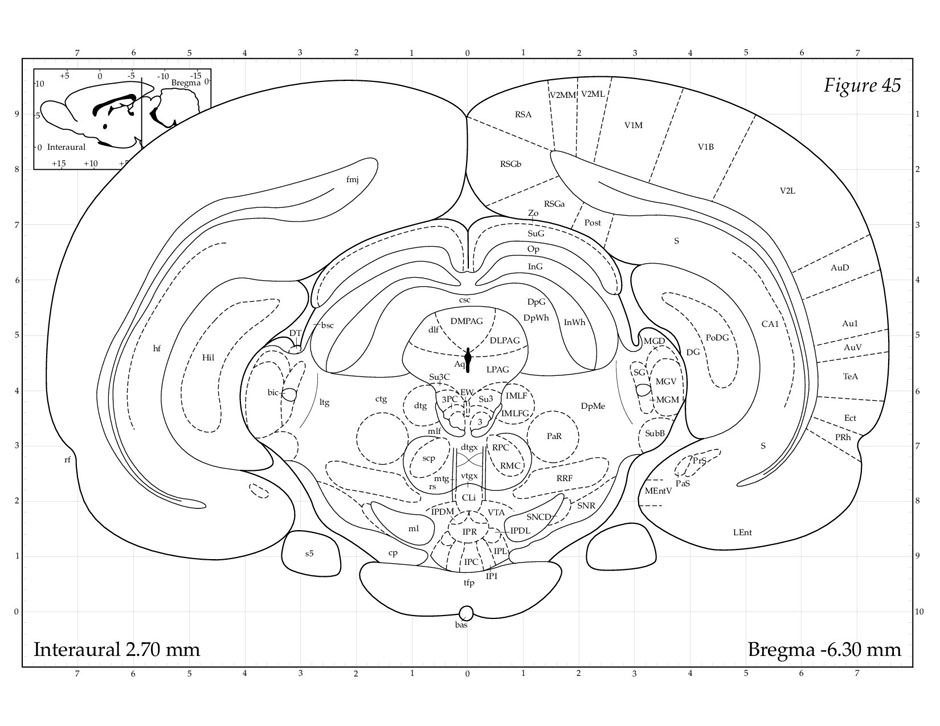 7 6 5 4 3 2 1 0 1 2 3 4 5 6 7
Figure 45
+5 0 -5 -10
Bregma 0
10
5
0 Interaural
+15 +10 +5
9 1
8 2
7 3
6 4
5 5
4 6
3 7
2 8
1 9
0 10
RSA V2MM V2ML V1M V1B V2L
RSGb
fmj
RSGa
Zo Post
SuG S
Op
InG AuD
csc DpG
bsc dlf DMPAG DpWh InWh CA1 Au1
DT DLPAG MGD PoDG AuV
hf Hil Aq LPAG DG
Su3C SG MGV TeA
bic EW IMLF MGM
ltg ctg dtg 3PC Su3 IMLFG DpMe Ect
3
mlf PaR SubB PRh
dtgx RPC S
rf scp RMC PrS
mtg vtgx RRF PaS
rs MEntV
CLi SNR
IPDM VTA SNCD
ml IPR IPDL LEnt
s5 cp IPL
IPC
tfp IPI
bas
Interaural 2.70 mm Bregma -6.30 mm
7 6 5 4 3 2 1 0 1 2 3 4 5 6 7